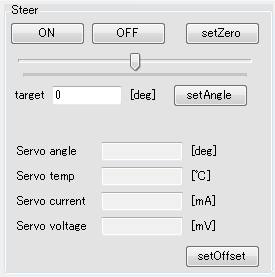 Steer
ON OFF setZero
target 0 [deg] setAngle
Servo angle [deg]
Servo temp [℃]
Servo current [mA]
Servo voltage [mV]
setOffset